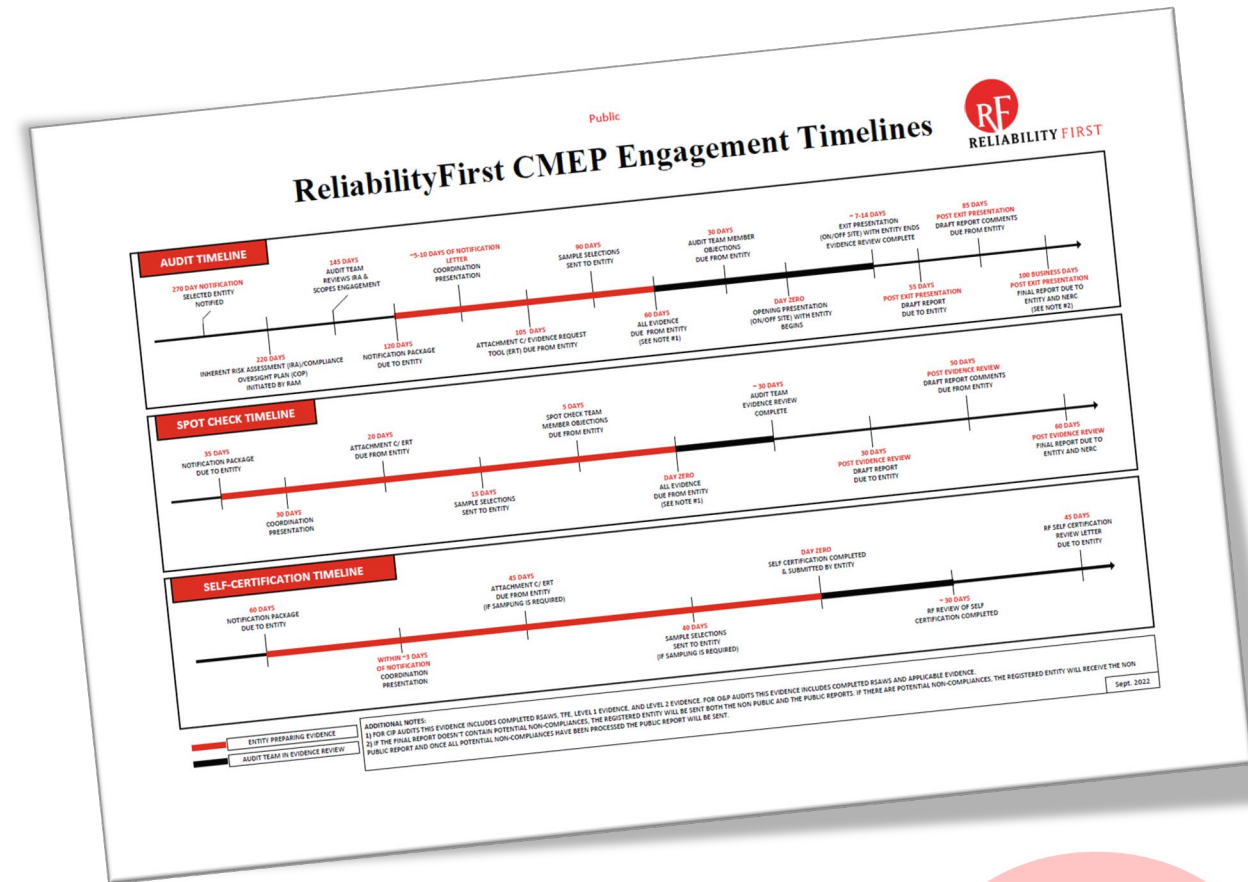 Public
ReliabilityFirst CMEP Engagement Timelines
RF
RELIABILITY FIRST
AUDIT TIMELINE
270 DAY NOTIFICATION
SELECTED ENTITY
NOTIFIED
220 DAYS
INHERENT RISK ASSESSMENT (IRA)/COMPLIANCE
OVERSIGHT PLAN (COP)
INITIATED BY RAM
145 DAYS
AUDIT TEAM
REVIEWS IRA &
SCOPES ENGAGEMENT
120 DAYS
NOTIFICATION PACKAGE
DUE TO ENTITY
~5-10 DAYS OF NOTIFICATION
LETTER
COORDINATION
PRESENTATION
105 DAYS
ATTACHMENT C/ EVIDENCE REQUEST
TOOL (ERT) DUE FROM ENTITY
90 DAYS
SAMPLE SELECTIONS
SENT TO ENTITY
60 DAYS
ALL EVIDENCE
DUE FROM ENTITY
(SEE NOTE #1)
30 DAYS
AUDIT TEAM MEMBER
OBJECTIONS
DUE FROM ENTITY
DAY ZERO
OPENING PRESENTATION
(ON/OFF SITE) WITH ENTITY
BEGINS
~ 7-14 DAYS
EXIT PRESENTATION
(ON/OFF SITE) WITH ENTITY ENDS
EVIDENCE REVIEW COMPLETE
55 DAYS
POST EXIT PRESENTATION
DRAFT REPORT
DUE TO ENTITY
85 DAYS
POST EXIT PRESENTATION
DRAFT REPORT COMMENTS
DUE FROM ENTITY
100 BUSINESS DAYS
POST EXIT PRESENTATION
FINAL REPORT DUE TO
ENTITY AND NERC
(SEE NOTE #2)
SPOT CHECK TIMELINE
35 DAYS
NOTIFICATION PACKAGE
DUE TO ENTITY
30 DAYS
COORDINATION
PRESENTATION
20 DAYS
ATTACHMENT C/ ERT
DUE FROM ENTITY
15 DAYS
SAMPLE SELECTIONS
SENT TO ENTITY
5 DAYS
SPOT CHECK TEAM
MEMBER OBJECTIONS
DUE FROM ENTITY
DAY ZERO
ALL EVIDENCE
DUE FROM ENTITY
(SEE NOTE #1)
~ 30 DAYS
AUDIT TEAM
EVIDENCE REVIEW
COMPLETE
30 DAYS
POST EVIDENCE REVIEW
DRAFT REPORT
DUE TO ENTITY
50 DAYS
POST EVIDENCE REVIEW
DRAFT REPORT COMMENTS
DUE FROM ENTITY
60 DAYS
POST EVIDENCE REVIEW
FINAL REPORT DUE TO
ENTITY AND NERC
SELF-CERTIFICATION TIMELINE
60 DAYS
NOTIFICATION PACKAGE
DUE TO ENTITY
WITHIN ~3 DAYS
OF NOTIFICATION
COORDINATION
PRESENTATION
45 DAYS
ATTACHMENT C/ ERT
DUE FROM ENTITY
(IF SAMPLING IS REQUIRED)
40 DAYS
SAMPLE SELECTIONS
SENT TO ENTITY
(IF SAMPLING IS REQUIRED)
DAY ZERO
SELF CERTIFICATION COMPLETED
& SUBMITTED BY ENTITY
~ 30 DAYS
RF REVIEW OF SELF
CERTIFICATION COMPLETED
45 DAYS
RF SELF CERTIFICATION
REVIEW LETTER
DUE TO ENTITY
ENTITY PREPARING EVIDENCE
AUDIT TEAM IN EVIDENCE REVIEW
ADDITIONAL NOTES:
1) FOR CIP AUDITS THIS EVIDENCE INCLUDES COMPLETED RSAWS, TFE, LEVEL 1 EVIDENCE, AND LEVEL 2 EVIDENCE. FOR O&P AUDITS THIS EVIDENCE INCLUDES COMPLETED RSAWS AND APPLICABLE EVIDENCE.
2) IF THE FINAL REPORT DOESN'T CONTAIN POTENTIAL NON-COMPLIANCES, THE REGISTERED ENTITY WILL BE SENT BOTH THE NON PUBLIC AND THE PUBLIC REPORTS. IF THERE ARE POTENTIAL NON-COMPLIANCES, THE REGISTERED ENTITY WILL RECEIVE THE NON
PUBLIC REPORT AND ONCE ALL POTENTIAL NON-COMPLIANCES HAVE BEEN PROCESSED THE PUBLIC REPORT WILL BE SENT.
Sept. 2022